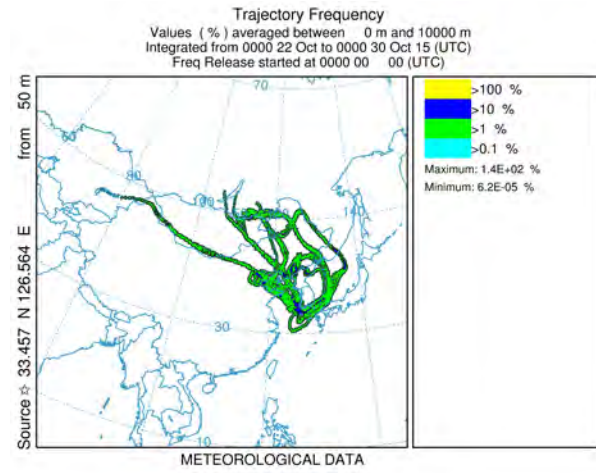 Trajectory Frequency
Values ( % ) averaged between 0 m and 10000 m
Integrated from 0000 22 Oct to 0000 30 Oct 15 (UTC)
Freq Release started at 0000 00 00 (UTC)
Source ☆ 33.457 N 126.564 E from 50 m
70
60
80
140
30
10
>100 %
>10 %
>1 %
>0.1 %
Maximum: 1.4E+02 %
Minimum: 6.2E-05 %
METEOROLOGICAL DATA